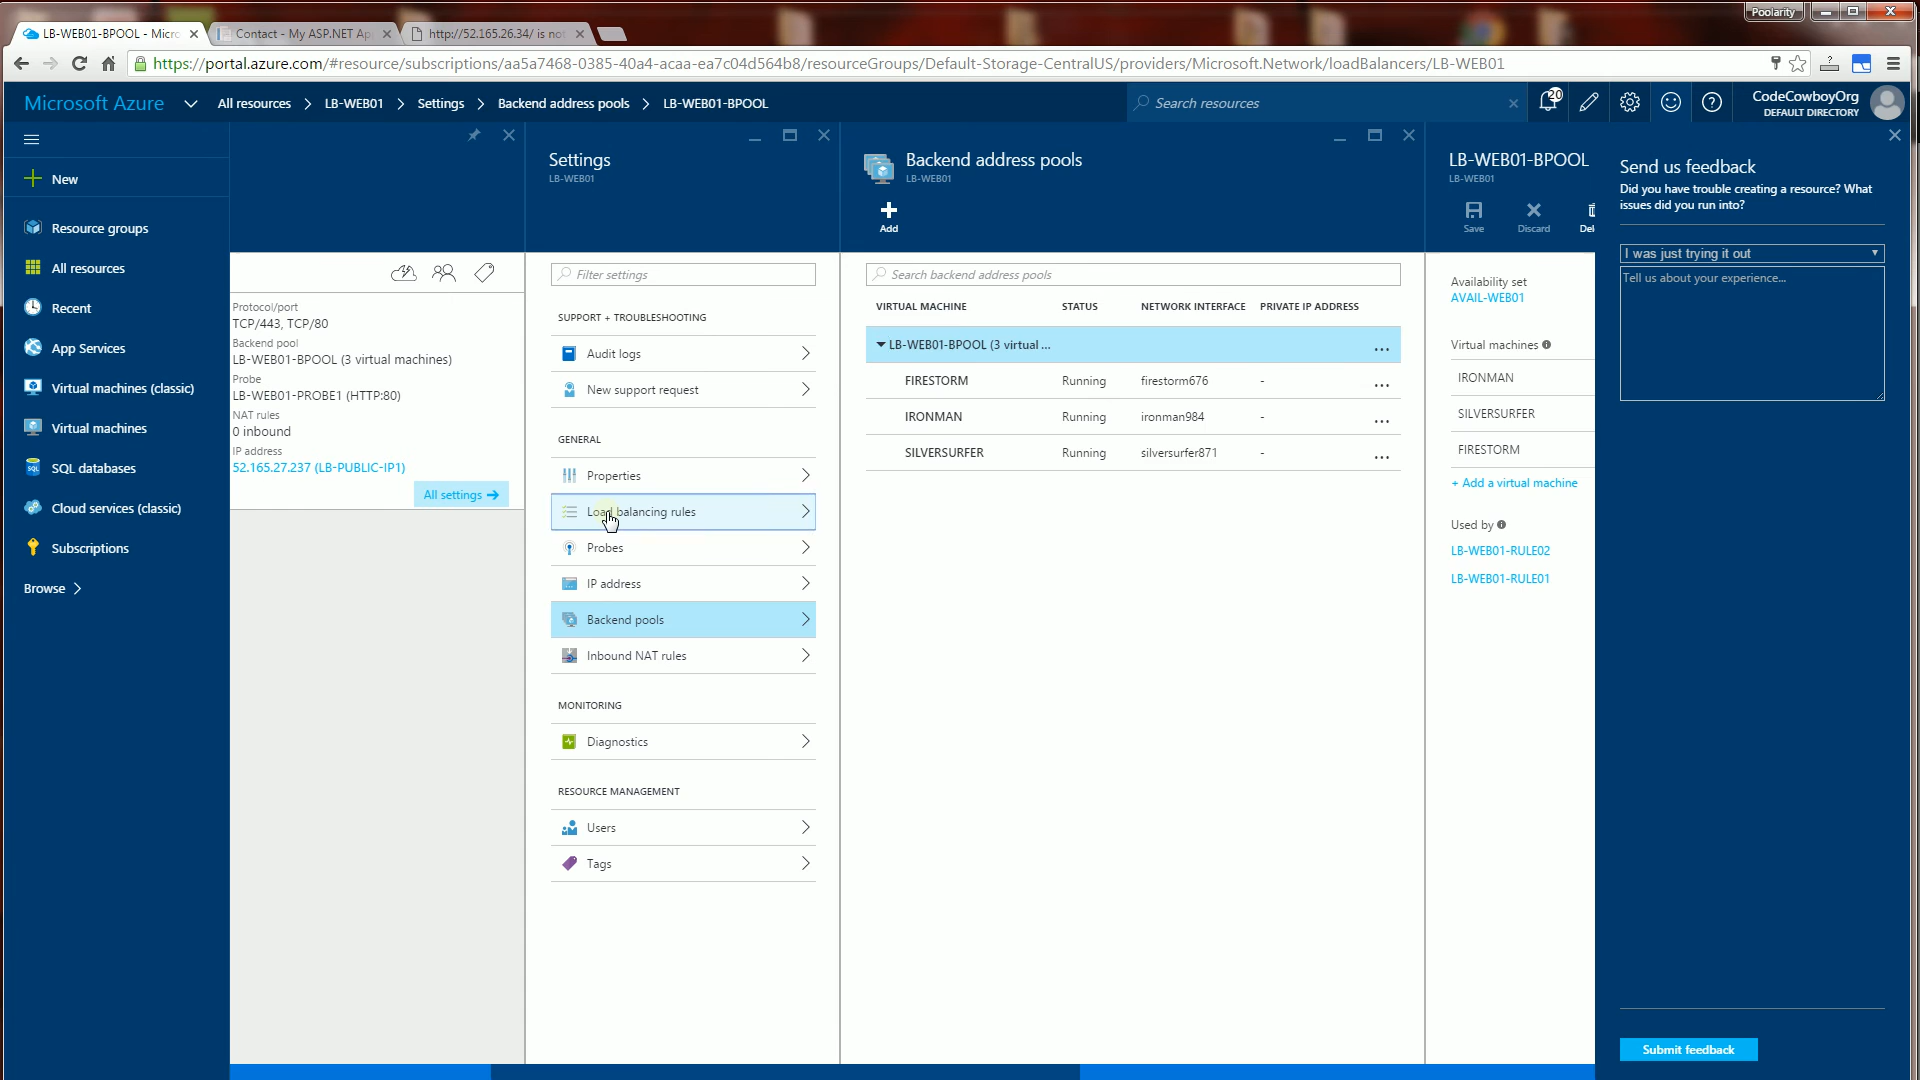 Poolarity
LB-WEB01-BPOOL - Micro
Contact - My ASP.NET Ap
http://52.165.26.34/ is not
https://portal.azure.com/#resource/subscriptions/aa5a7468-0385-40a4-acaa-ea7c04d564b8/resourceGroups/Default-Storage-CentralUS/providers/Microsoft.Network/loadBalancers/LB-WEB01
Microsoft Azure
All resources
LB-WEB01
Settings
Backend address pools
LB-WEB01-BPOOL
Search resources
20
CodeCowboyOrg
DEFAULT DIRECTORY
New
Resource groups
All resources
Recent
App Services
Virtual machines (classic)
Virtual machines
SQL databases
Cloud services (classic)
Subscriptions
Browse
Protocol/port
TCP/443, TCP/80
Backend pool
LB-WEB01-BPOOL (3 virtual machines)
Probe
LB-WEB01-PROBE1 (HTTP:80)
NAT rules
0 inbound
IP address
52.165.27.237 (LB-PUBLIC-IP1)
All settings
Settings
LB-WEB01
Filter settings
SUPPORT + TROUBLESHOOTING
Audit logs
New support request
GENERAL
Properties
Load balancing rules
Probes
IP address
Backend pools
Inbound NAT rules
MONITORING
Diagnostics
RESOURCE MANAGEMENT
Users
Tags
Backend address pools
LB-WEB01
Add
Search backend address pools
VIRTUAL MACHINE STATUS NETWORK INTERFACE PRIVATE IP ADDRESS
LB-WEB01-BPOOL (3 virtual ... ...
FIRESTORM Running firestorm676 - ...
IRONMAN Running ironman984 - ...
SILVERSURFER Running silversurfer871 - ...
LB-WEB01-BPOOL
LB-WEB01
Save
Discard
Del
Availability set
AVAIL-WEB01
Virtual machines
IRONMAN
SILVERSURFER
FIRESTORM
+ Add a virtual machine
Used by
LB-WEB01-RULE02
LB-WEB01-RULE01
Send us feedback
Did you have trouble creating a resource? What
issues did you run into?
I was just trying it out
Tell us about your experience...
Submit feedback